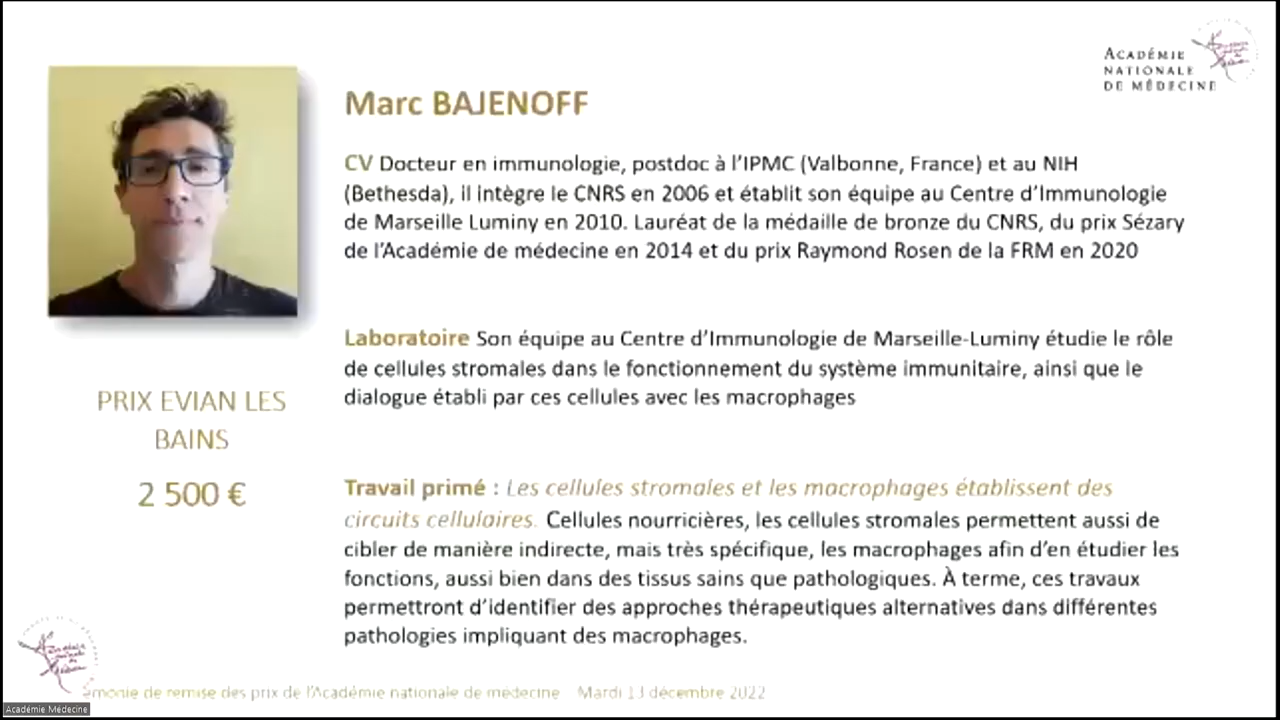 ACADÉMIE
NATIONALE
DE MÉDECINE
Marc BAJENOFF
CV Docteur en immunologie, postdoc à l'IPMC (Valbonne, France) et au NIH
(Bethesda), il intègre le CNRS en 2006 et établit son équipe au Centre d'Immunologie
de Marseille Luminy en 2010. Lauréat de la médaille de bronze du CNRS, du prix Sézary
de l'Académie de médecine en 2014 et du prix Raymond Rosen de la FRM en 2020
Laboratoire Son équipe au Centre d'Immunologie de Marseille-Luminy étudie le rôle
de cellules stromales dans le fonctionnement du système immunitaire, ainsi que le
dialogue établi par ces cellules avec les macrophages
PRIX EVIAN LES
BAINS
2 500 €
Travail primé : Les cellules stromales et les macrophages établissent des
circuits cellulaires. Cellules nourricières, les cellules stromales permettent aussi de
cibler de manière indirecte, mais très spécifique, les macrophages afin d'en étudier les
fonctions, aussi bien dans des tissus sains que pathologiques. À terme, ces travaux
permettront d'identifier des approches thérapeutiques alternatives dans différentes
pathologies impliquant des macrophages.
émonie de remise des prix de l'Académie nationale de médecine Mardi 13 décembre 2022
Académie Médecine